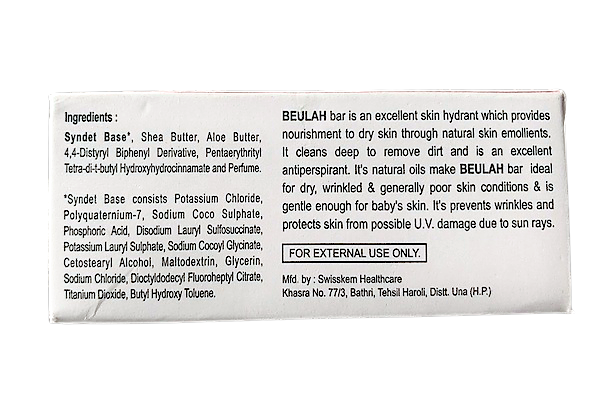 Ingredients :
Syndet Base*, Shea Butter, Aloe Butter,
4,4-Distyryl Biphenyl Derivative, Pentaerythrityl
Tetra-di-t-butyl Hydroxyhydrocinnamate and Perfume.
*Syndet Base consists Potassium Chloride,
Polyquaternium-7, Sodium Coco Sulphate,
Phosphoric Acid, Disodium Lauryl Sulfosuccinate,
Potassium Lauryl Sulphate, Sodium Cocoyl Glycinate,
Cetostearyl Alcohol, Maltodextrin, Glycerin,
Sodium Chloride, Dioctyldodecyl Fluoroheptyl Citrate,
Titanium Dioxide, Butyl Hydroxy Toluene.
BEULAH bar is an excellent skin hydrant which provides
nourishment to dry skin through natural skin emollients.
It cleans deep to remove dirt and is an excellent
antiperspirant. It's natural oils make BEULAH bar ideal
for dry, wrinkled & generally poor skin conditions & is
gentle enough for baby's skin. It's prevents wrinkles and
protects skin from possible U.V. damage due to sun rays.
FOR EXTERNAL USE ONLY.
Mfd. by : Swisskem Healthcare
Khasra No. 77/3, Bathri, Tehsil Haroli, Distt. Una (H.P.)